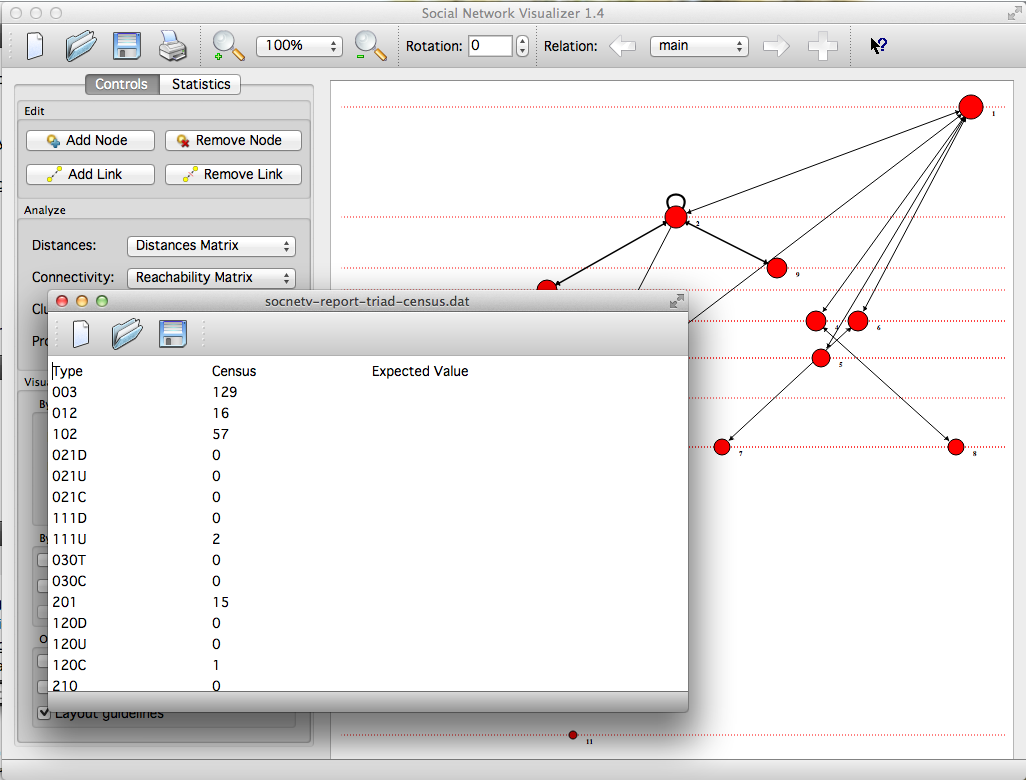 Social Network Visualizer 1.4
100% Rotation: 0 Relation: main
Controls Statistics
Edit
Add Node Remove Node
Add Link Remove Link
Analyze
Distances: Distances Matrix
Connectivity: Reachability Matrix
Clu
Pro
Visua
By
By
O
Layout guidelines
socnetv-report-triad-census.dat
Type Census Expected Value
003 129
012 16
102 57
021D 0
021U 0
021C 0
111D 0
111U 2
030T 0
030C 0
201 15
120D 0
120U 0
120C 1
210 0
1
2
9
4 6
5
7 8
11